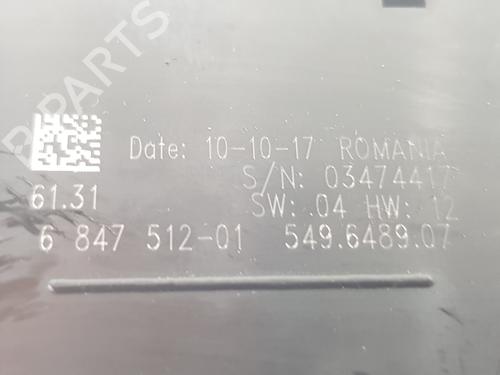 B PARTS
Date: 10-10-17 ROMANIA
S/N: 03474417
61.31
SW: 04 HW: 12
6 847 512-01 549.6489.07